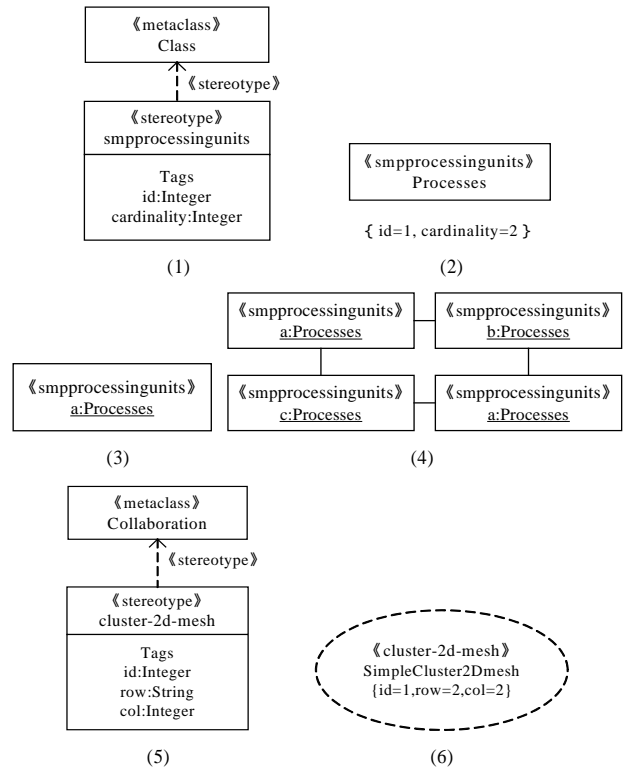 《metaclass》
Class
《stereotype》
《stereotype》
smpprocessingunits
Tags
id:Integer
cardinality:Integer
(1)
《smpprocessingunits》
Processes
{ id=1, cardinality=2 }
(2)
《smpprocessingunits》
a:Processes
(3)
《smpprocessingunits》
a:Processes
《smpprocessingunits》
b:Processes
《smpprocessingunits》
c:Processes
《smpprocessingunits》
a:Processes
(4)
《metaclass》
Collaboration
《stereotype》
《stereotype》
cluster-2d-mesh
Tags
id:Integer
row:String
col:Integer
(5)
《cluster-2d-mesh》
SimpleCluster2Dmesh
{id=1,row=2,col=2}
(6)